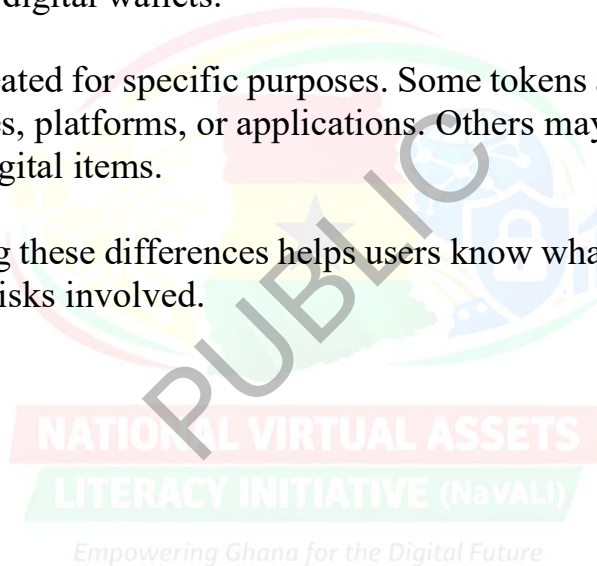 digital wallets.
eated for specific purposes. Some tokens
es, platforms, or applications. Others may
gital items.
g these differences helps users know wha
isks involved.
PUBLIC
NATIONAL VIRTUAL ASSETS
LITERACY INITIATIVE (NaVALI)
Empowering Ghana for the Digital Future